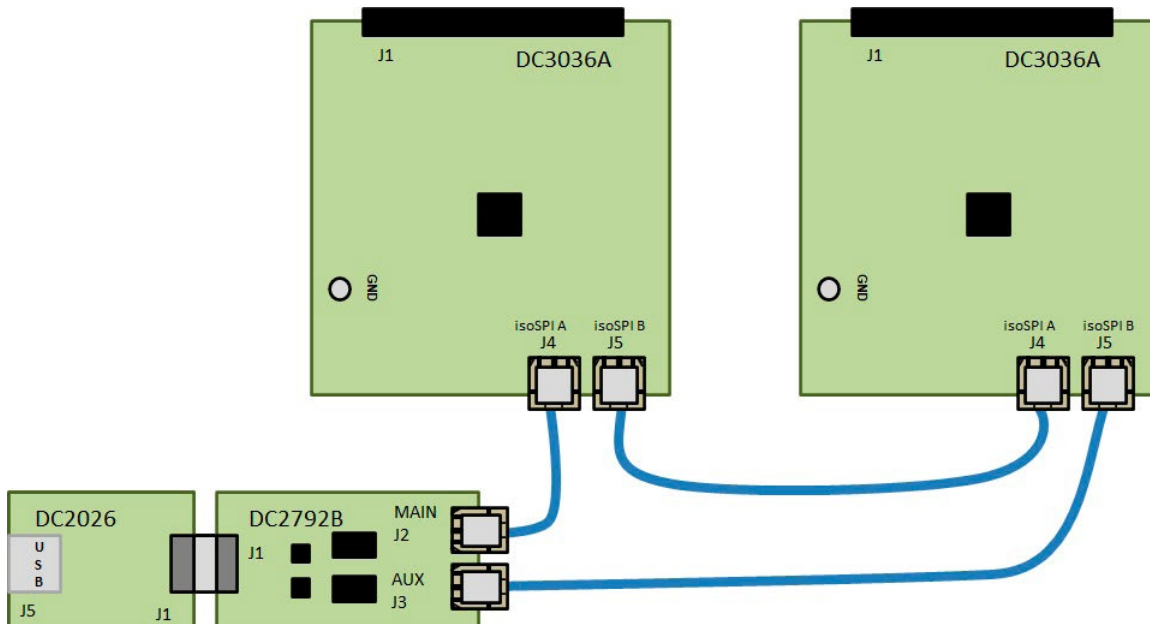 J1
DC3036A
GND
isoSPI A
J4
isoSPI B
J5
J1
DC3036A
GND
isoSPI A
J4
isoSPI B
J5
DC2026
U
S
B
J5
J1
DC2792B
J1
MAIN
J2
AUX
J3